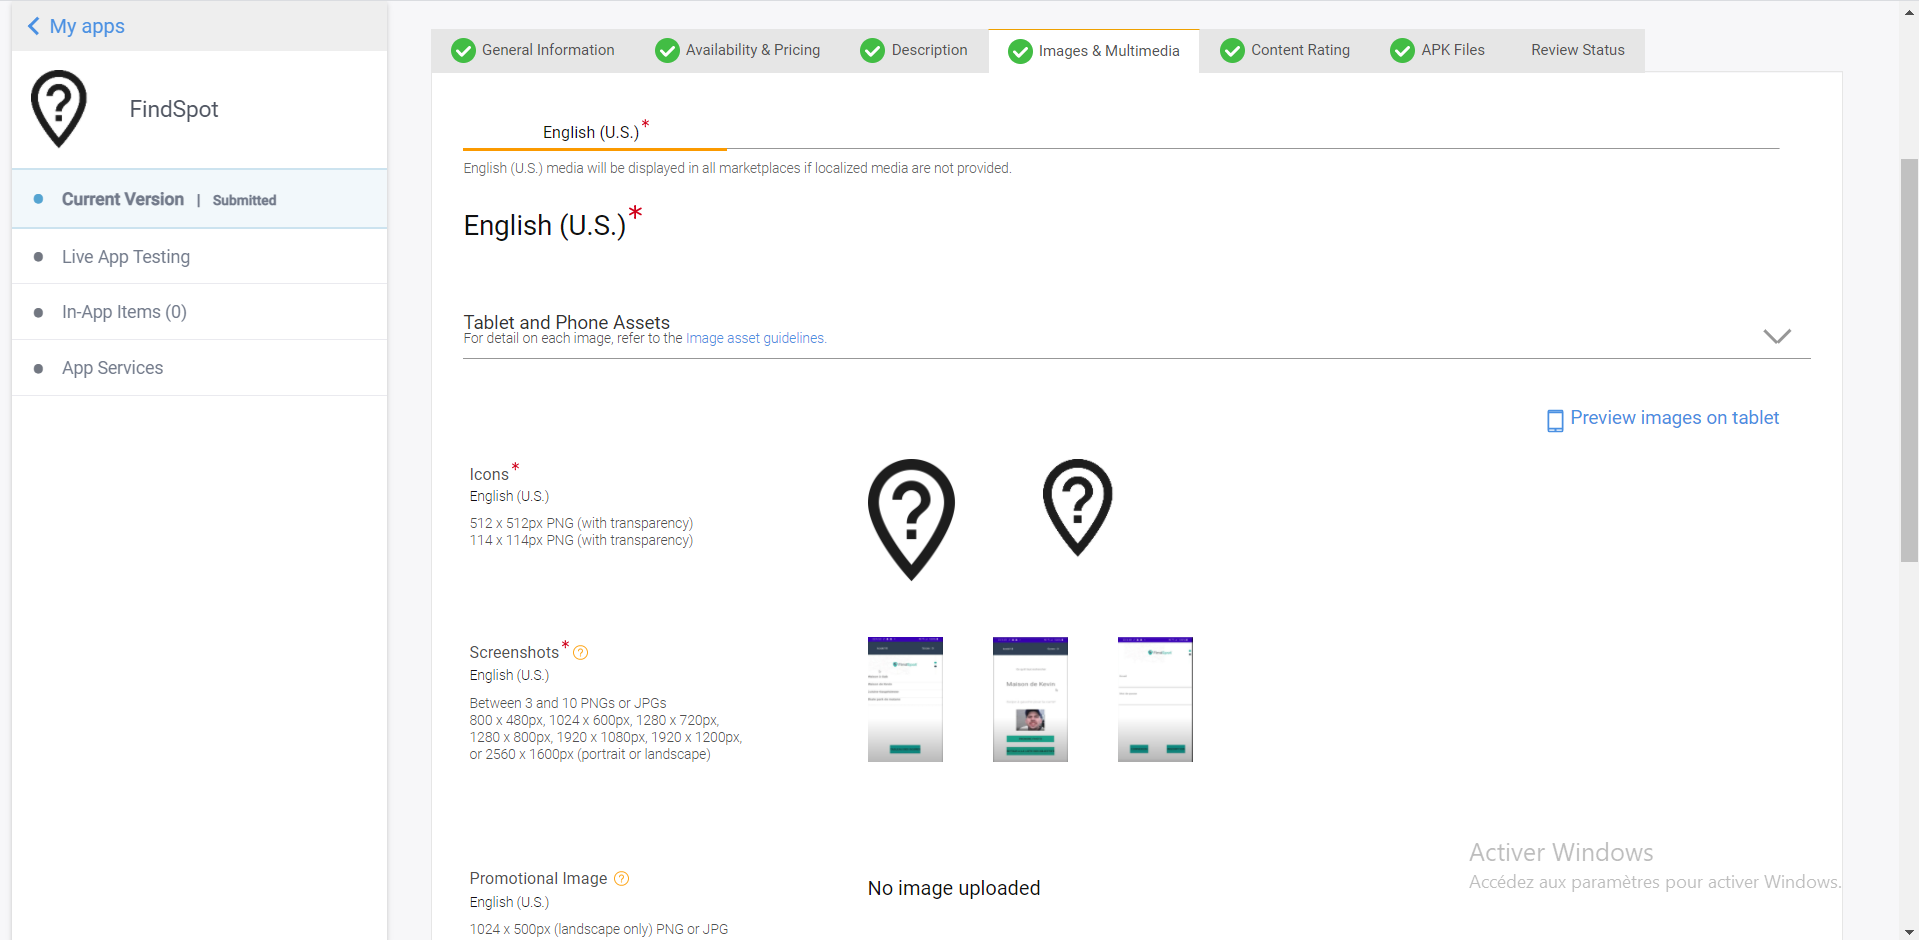 My apps
FindSpot
Current Version | Submitted
Live App Testing
In-App Items (0)
App Services
General Information
Availability & Pricing
Description
Images & Multimedia
Content Rating
APK Files
Review Status
English (U.S.)*
English (U.S.) media will be displayed in all marketplaces if localized media are not provided.
English (U.S.)*
Tablet and Phone Assets
For detail on each image, refer to the Image asset guidelines.
Preview images on tablet
Icons*
English (U.S.)
512 x 512px PNG (with transparency)
114 x 114px PNG (with transparency)
Screenshots*
English (U.S.)
Between 3 and 10 PNGs or JPGs
800 x 480px, 1024 x 600px, 1280 x 720px,
1280 x 800px, 1920 x 1080px, 1920 x 1200px,
or 2560 x 1600px (portrait or landscape)
Maison de Kevin
Promotional Image
English (U.S.)
1024 x 500px (landscape only) PNG or JPG
No image uploaded
Activer Windows
Accédez aux paramètres pour activer Windows.